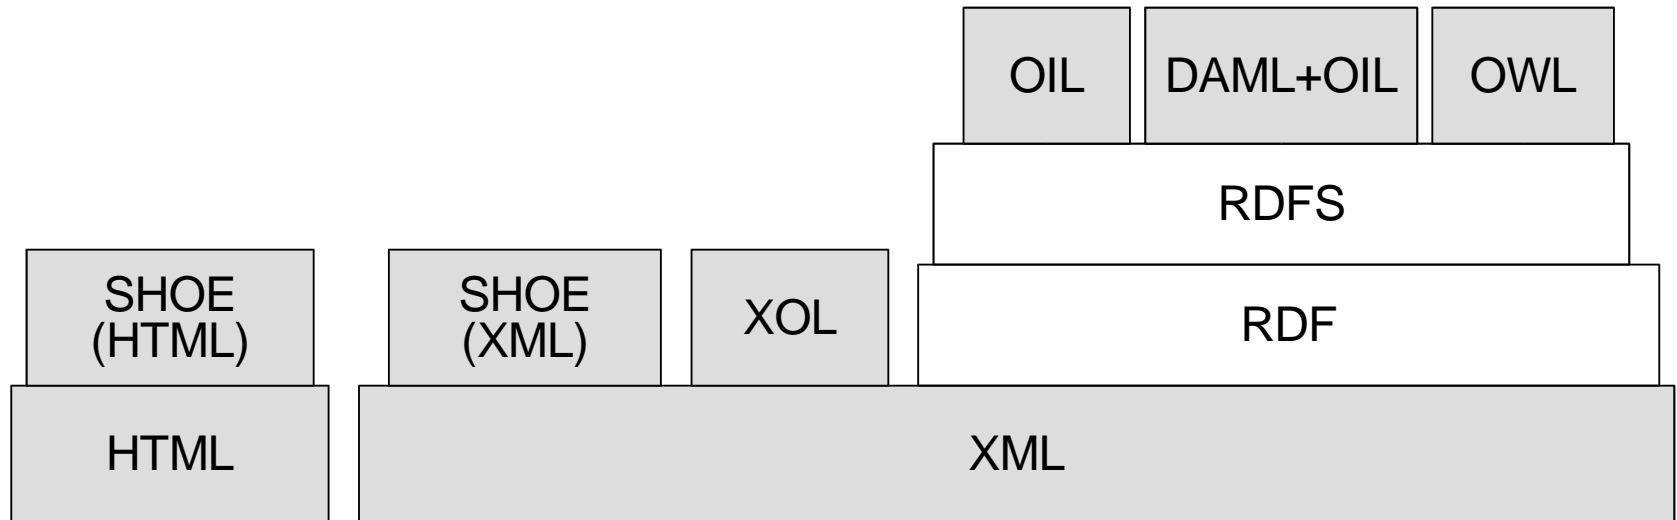 OIL
DAML+OIL
OWL
RDFS
SHOE
(HTML)
SHOE
(XML)
XOL
RDF
HTML
XML